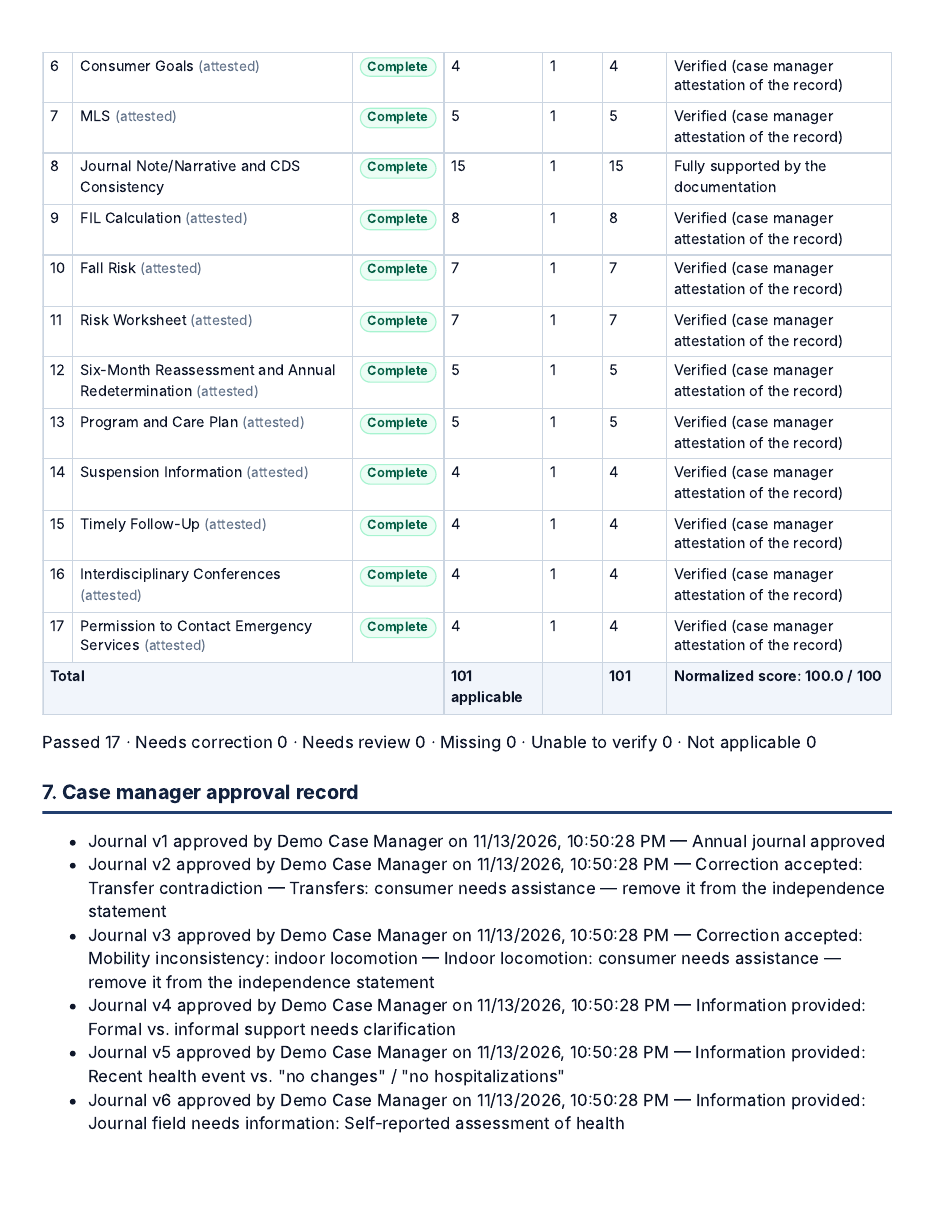 6 Consumer Goals (attested) Complete 4 1 4 Verified (case manager
attestation of the record)
7 MLS (attested) Complete 5 1 5 Verified (case manager
attestation of the record)
8 Journal Note/Narrative and CDS Complete 15 1 15 Fully supported by the
Consistency documentation
9 FIL Calculation (attested) Complete 8 1 8 Verified (case manager
attestation of the record)
10 Fall Risk (attested) Complete 7 1 7 Verified (case manager
attestation of the record)
11 Risk Worksheet (attested) Complete 7 1 7 Verified (case manager
attestation of the record)
12 Six-Month Reassessment and Annual Complete 5 1 5 Verified (case manager
Redetermination (attested) attestation of the record)
13 Program and Care Plan (attested) Complete 5 1 5 Verified (case manager
attestation of the record)
14 Suspension Information (attested) Complete 4 1 4 Verified (case manager
attestation of the record)
15 Timely Follow-Up (attested) Complete 4 1 4 Verified (case manager
attestation of the record)
16 Interdisciplinary Conferences Complete 4 1 4 Verified (case manager
(attested) attestation of the record)
17 Permission to Contact Emergency Complete 4 1 4 Verified (case manager
Services (attested) attestation of the record)
Total 101 101 Normalized score: 100.0 / 100
applicable
Passed 17 · Needs correction 0 · Needs review 0 · Missing 0 · Unable to verify 0 · Not applicable 0
7. Case manager approval record
• Journal v1 approved by Demo Case Manager on 11/13/2026, 10:50:28 PM — Annual journal approved
• Journal v2 approved by Demo Case Manager on 11/13/2026, 10:50:28 PM — Correction accepted:
Transfer contradiction — Transfers: consumer needs assistance — remove it from the independence
statement
• Journal v3 approved by Demo Case Manager on 11/13/2026, 10:50:28 PM — Correction accepted:
Mobility inconsistency: indoor locomotion — Indoor locomotion: consumer needs assistance —
remove it from the independence statement
• Journal v4 approved by Demo Case Manager on 11/13/2026, 10:50:28 PM — Information provided:
Formal vs. informal support needs clarification
• Journal v5 approved by Demo Case Manager on 11/13/2026, 10:50:28 PM — Information provided:
Recent health event vs. "no changes" / "no hospitalizations"
• Journal v6 approved by Demo Case Manager on 11/13/2026, 10:50:28 PM — Information provided:
Journal field needs information: Self-reported assessment of health